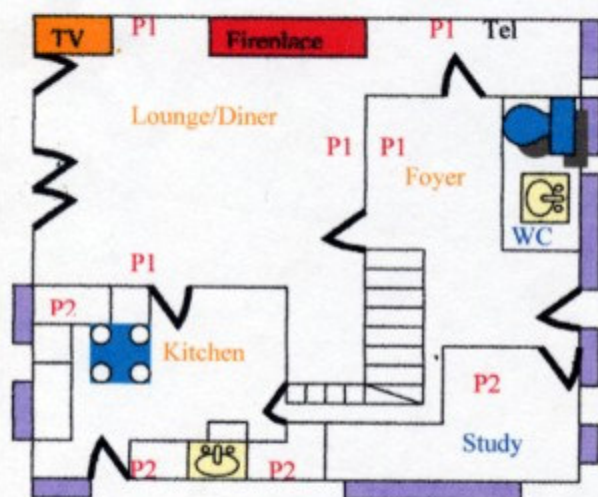 TV P1 Fireplace P1 Tel
Lounge/Diner
P1 P1
Foyer
WC
P1
P2
Kitchen
P2
Study
P2 P2